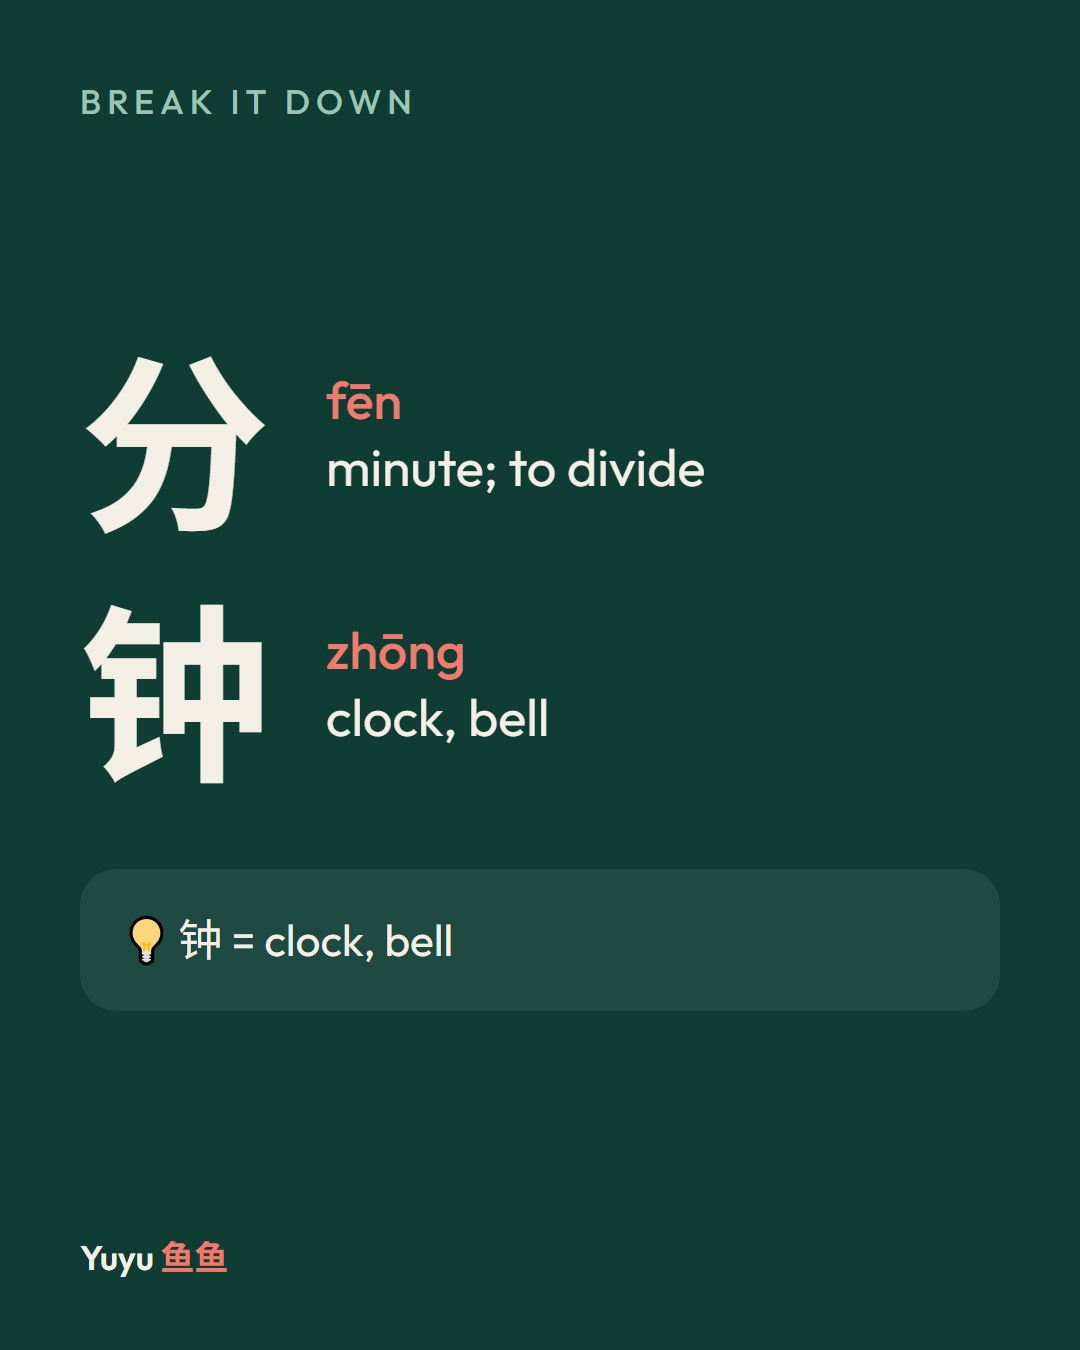 BREAK IT DOWN
分
fēn
minute; to divide
钟
zhōng
clock, bell
💡 钟 = clock, bell
Yuyu 鱼鱼